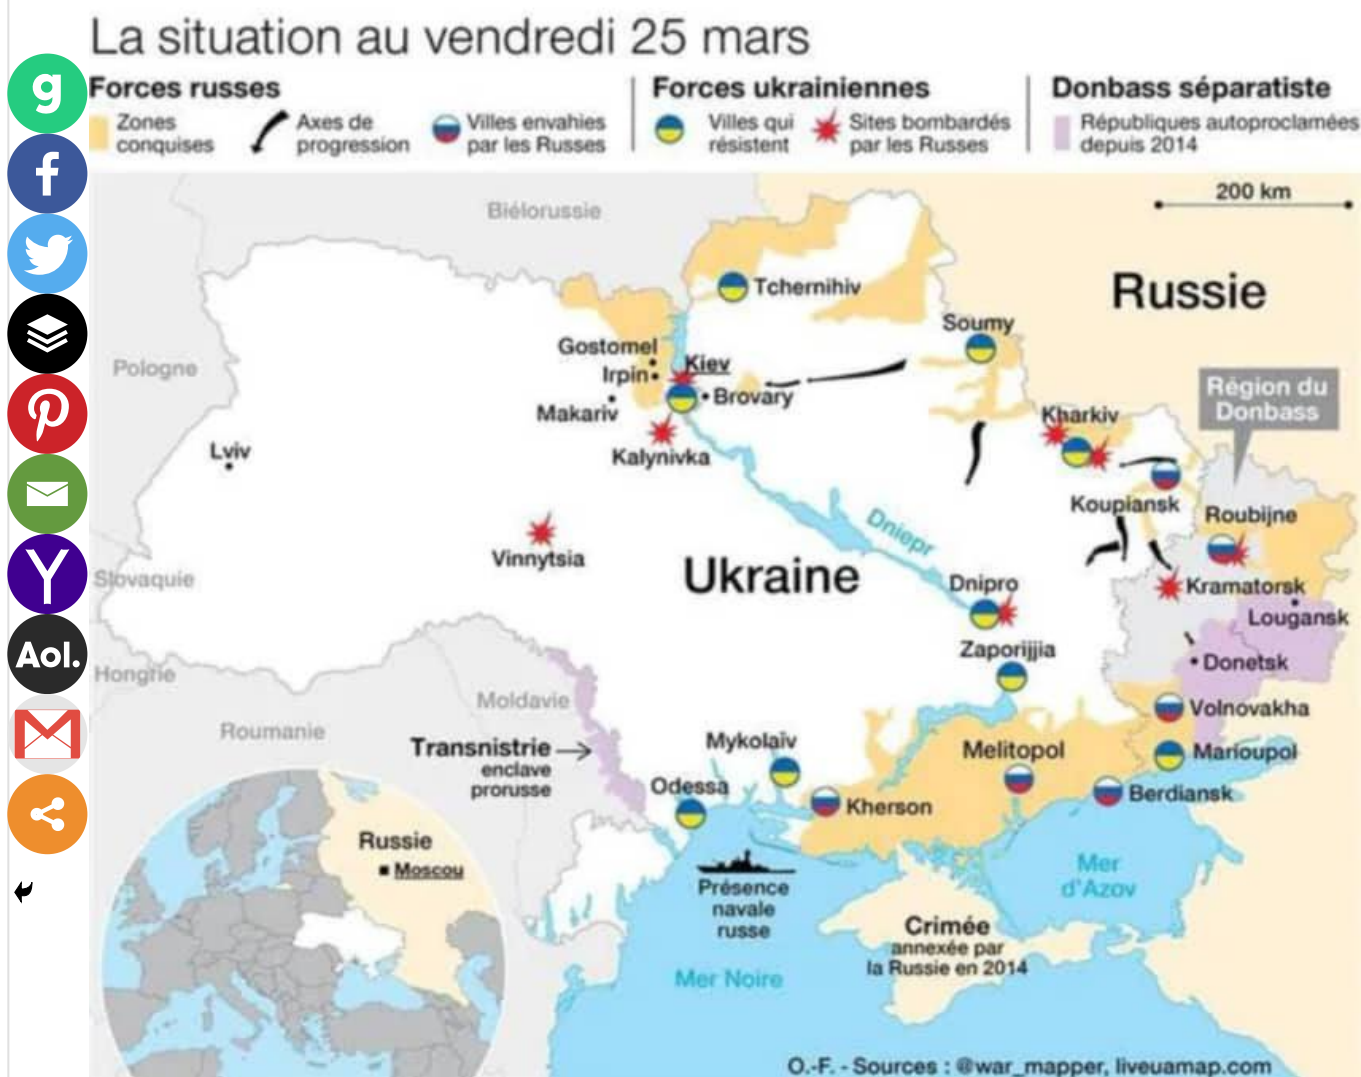 La situation au vendredi 25 mars
Forces russes
Zones
conquises
Axes de
progression
Villes envahies
par les Russes
Forces ukrainiennes
Villes qui
résistent
Sites bombardés
par les Russes
Donbass séparatiste
Républiques autoproclamées
depuis 2014
g
f
Y
Aol.
M
200 km
Biélorussie
Russie
Tchernihiv
Soumy
Gostomel
Kiev
Irpin
Brovary
Makariv
Kalynivka
Pologne
Région du
Donbass
Kharkiv
Lviv
Koupiansk
Roubijne
Dniepr
Vinnytsia
Ukraine
Slovaquie
Dnipro
Kramatorsk
Lougansk
Zaporijjia
Donetsk
Hongrie
Moldavie
Roumanie
Transnistrie
enclave
prorusse
Volnovakha
Mykolaïv
Melitopol
Marioupol
Odessa
Kherson
Berdiansk
Russie
Moscou
Présence
navale
russe
Mer
d'Azov
Crimée
annexée par
la Russie en 2014
Mer Noire
O.-F. - Sources : @war_mapper, liveuamap.com